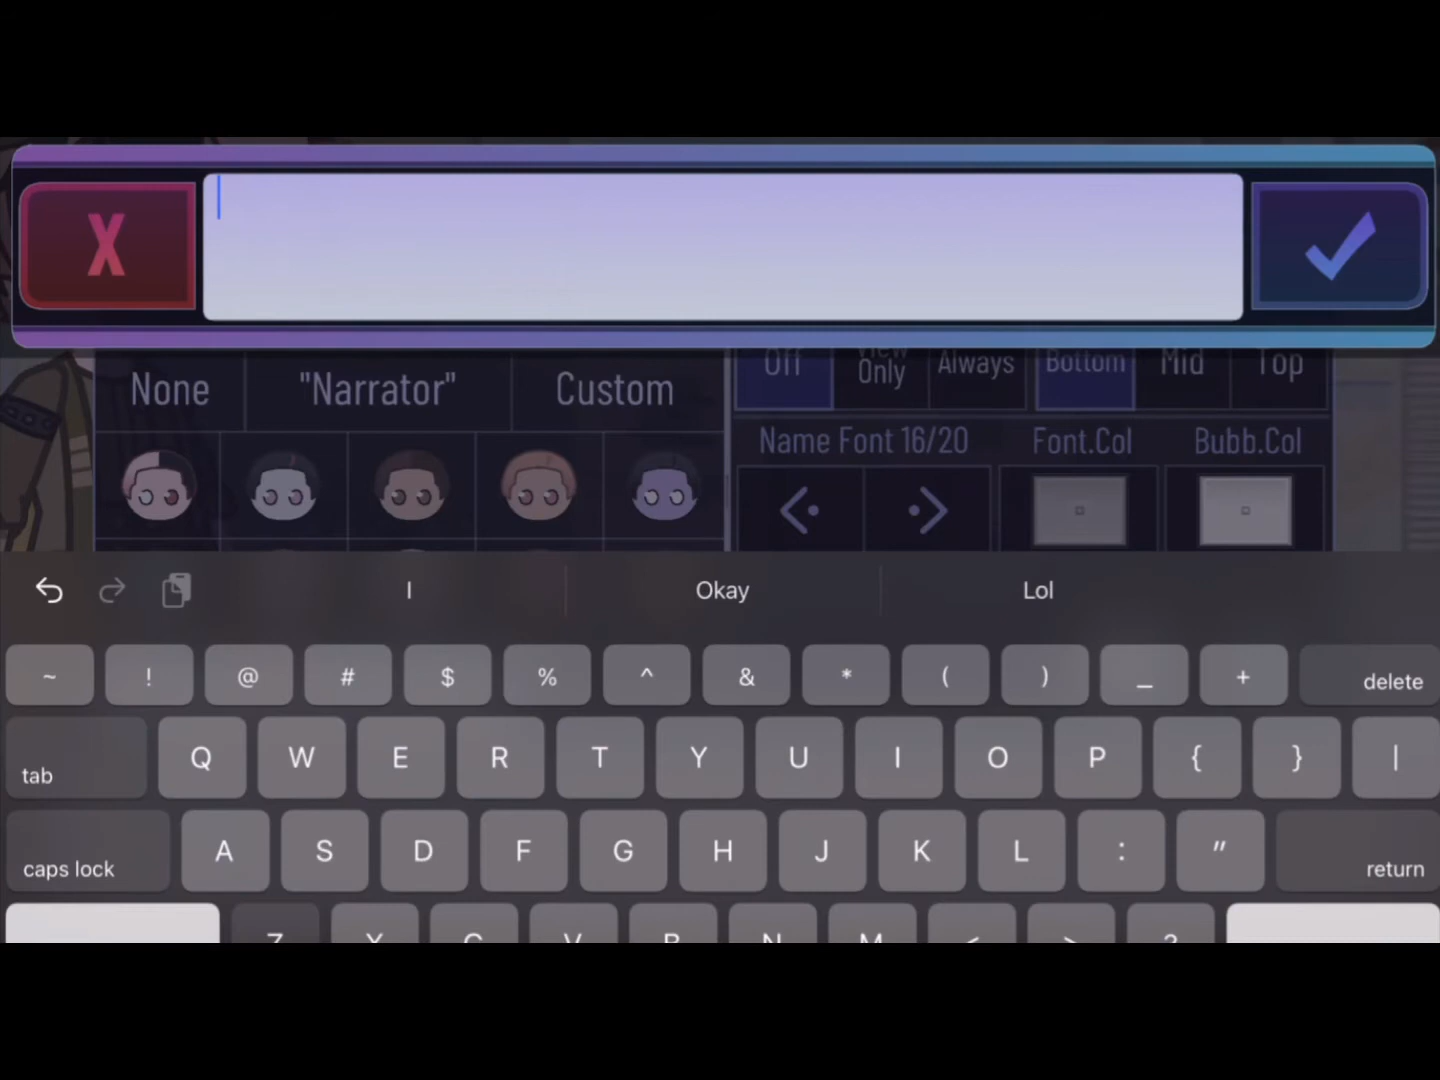 X
Off View Only Always Bottom Mid Top
None "Narrator" Custom
Name Font 16/20 Font.Col Bubb.Col
I Okay Lol
~ ! @ # $ % ^ & * ( ) _ + delete
tab Q W E R T Y U I O P { } |
caps lock A S D F G H J K L : " return
Z X C V B N M < > ?